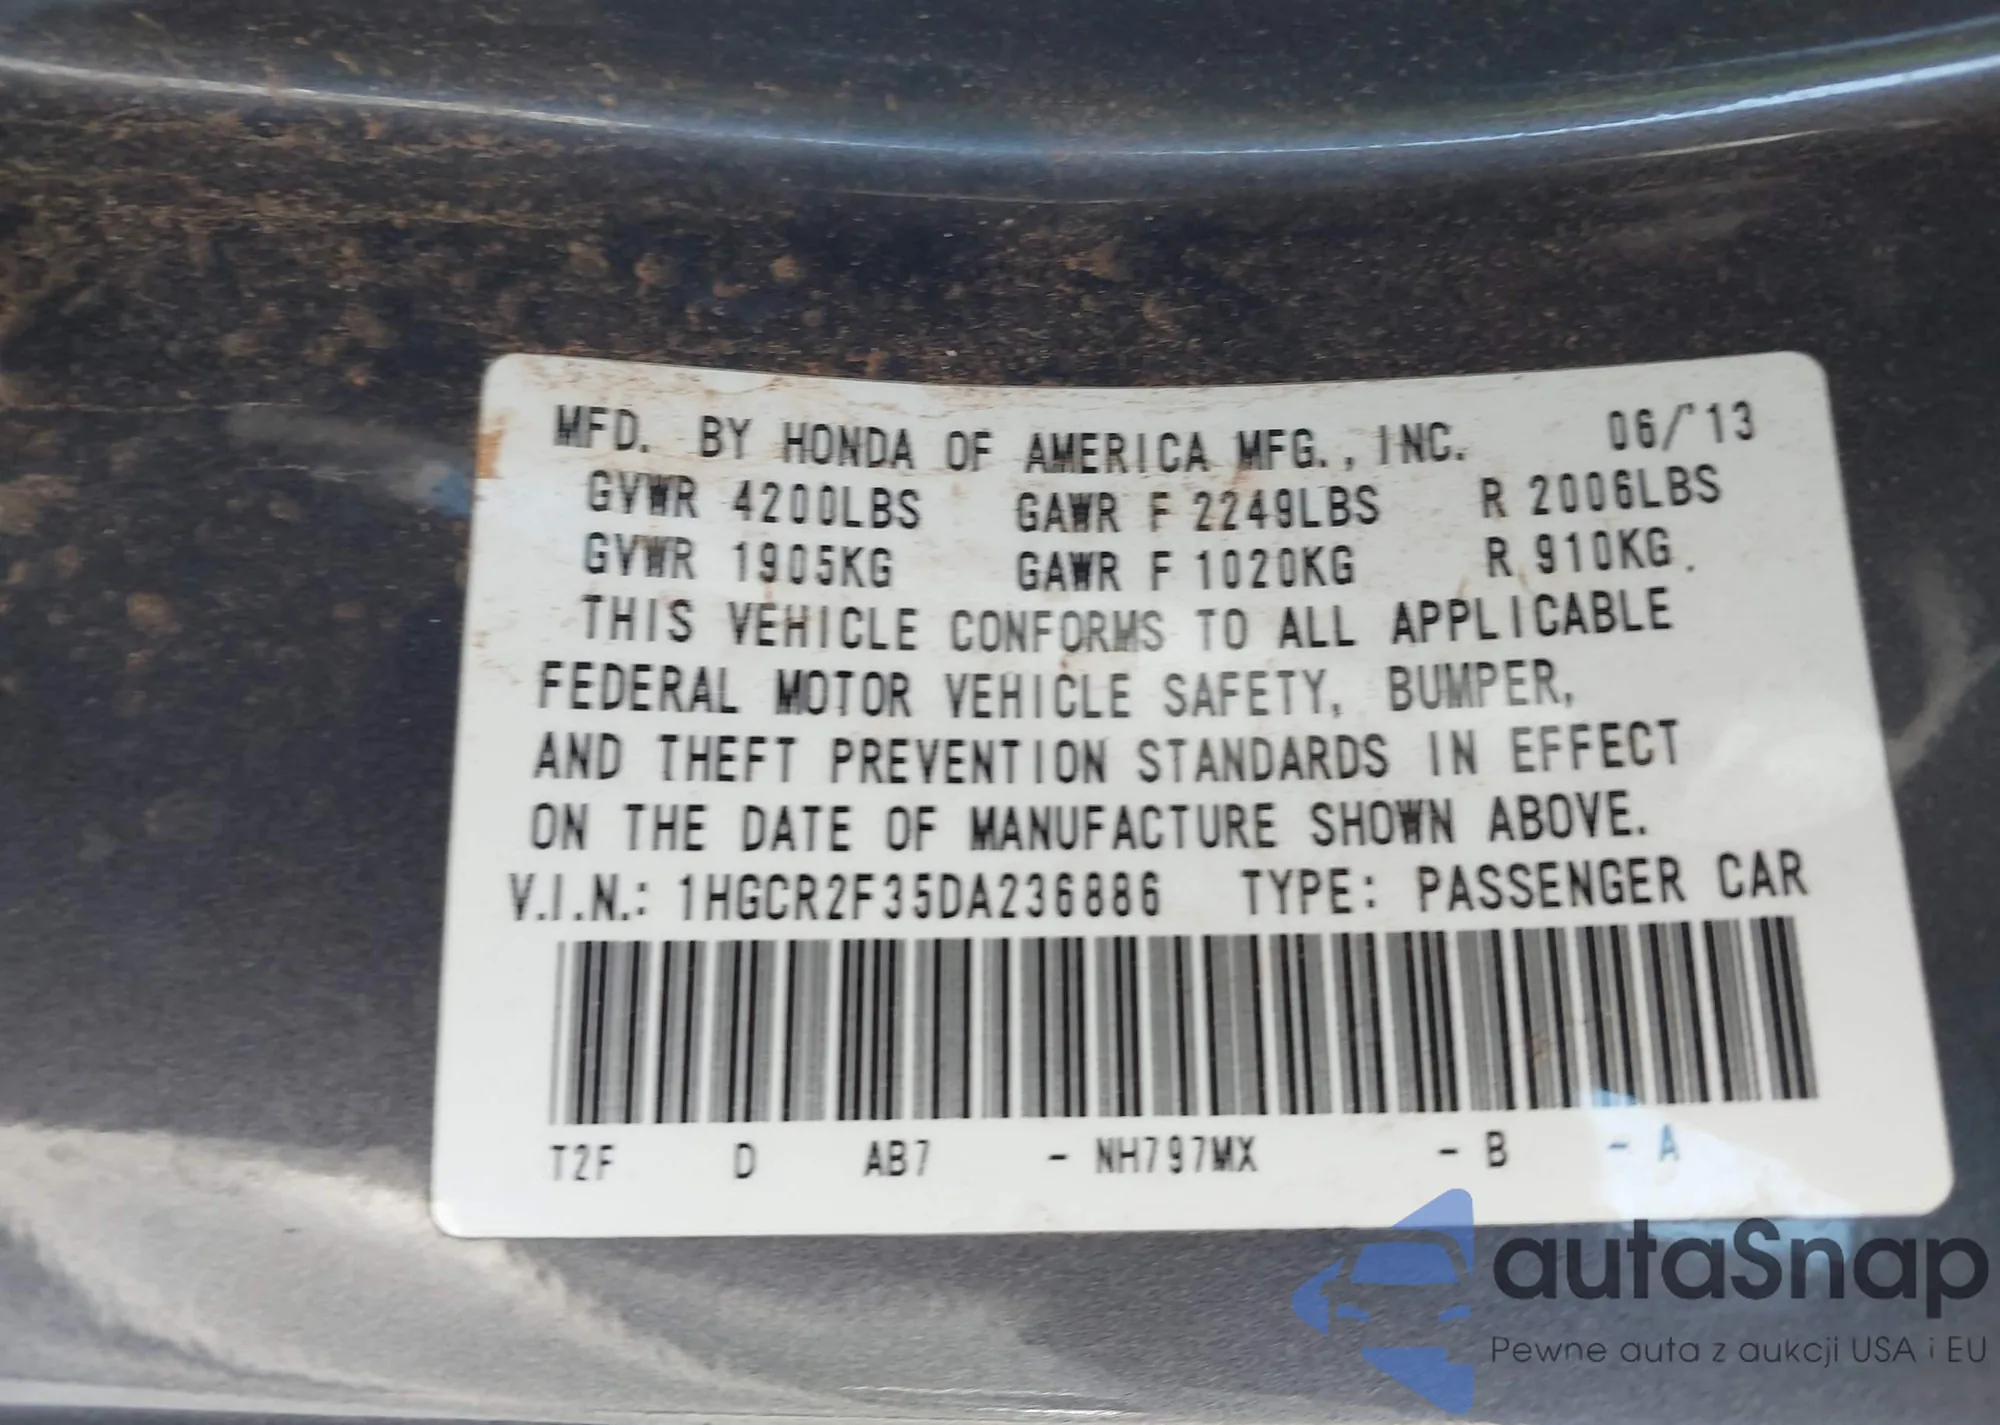 MFD. BY HONDA OF AMERICA MFG., INC. 06/'13
GVWR 4200LBS GAWR F 2249LBS R 2006LBS
GVWR 1905KG GAWR F 1020KG R 910KG.
THIS VEHICLE CONFORMS TO ALL APPLICABLE
FEDERAL MOTOR VEHICLE SAFETY, BUMPER,
AND THEFT PREVENTION STANDARDS IN EFFECT
ON THE DATE OF MANUFACTURE SHOWN ABOVE.
V.I.N.: 1HGCR2F35DA236886 TYPE: PASSENGER CAR
T2F D AB7 - NH797MX - B - A
autaSnap
Pewne auta z aukcji USA i EU